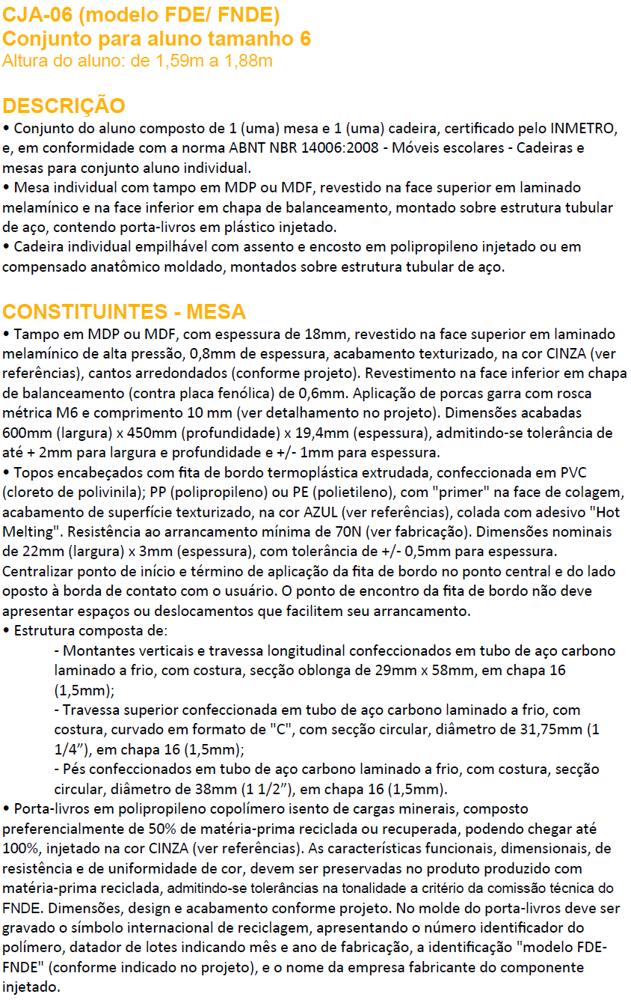 CJA-06 (modelo FDE/ FNDE)
Conjunto para aluno tamanho 6
Altura do aluno: de 1,59m a 1,88m
DESCRIÇÃO
• Conjunto do aluno composto de 1 (uma) mesa e 1 (uma) cadeira, certificado pelo INMETRO,
e, em conformidade com a norma ABNT NBR 14006:2008 - Móveis escolares - Cadeiras e
mesas para conjunto aluno individual.
• Mesa individual com tampo em MDP ou MDF, revestido na face superior em laminado
melamínico e na face inferior em chapa de balanceamento, montado sobre estrutura tubular
de aço, contendo porta-livros em plástico injetado.
• Cadeira individual empilhável com assento e encosto em polipropileno injetado ou em
compensado anatômico moldado, montados sobre estrutura tubular de aço.
CONSTITUINTES - MESA
• Tampo em MDP ou MDF, com espessura de 18mm, revestido na face superior em laminado
melamínico de alta pressão, 0,8mm de espessura, acabamento texturizado, na cor CINZA (ver
referências), cantos arredondados (conforme projeto). Revestimento na face inferior em chapa
de balanceamento (contra placa fenólica) de 0,6mm. Aplicação de porcas garra com rosca
métrica M6 e comprimento 10 mm (ver detalhamento no projeto). Dimensões acabadas
600mm (largura) x 450mm (profundidade) x 19,4mm (espessura), admitindo-se tolerância de
até + 2mm para largura e profundidade e +/- 1mm para espessura.
• Topos encabeçados com fita de bordo termoplástica extrudada, confeccionada em PVC
(cloreto de polivinila); PP (polipropileno) ou PE (polietileno), com "primer" na face de colagem,
acabamento de superfície texturizado, na cor AZUL (ver referências), colada com adesivo "Hot
Melting". Resistência ao arrancamento mínima de 70N (ver fabricação). Dimensões nominais
de 22mm (largura) x 3mm (espessura), com tolerância de +/- 0,5mm para espessura.
Centralizar ponto de início e término de aplicação da fita de bordo no ponto central e do lado
oposto à borda de contato com o usuário. O ponto de encontro da fita de bordo não deve
apresentar espaços ou deslocamentos que facilitem seu arrancamento.
• Estrutura composta de:
- Montantes verticais e travessa longitudinal confeccionados em tubo de aço carbono
laminado a frio, com costura, secção oblonga de 29mm x 58mm, em chapa 16
(1,5mm);
- Travessa superior confeccionada em tubo de aço carbono laminado a frio, com
costura, curvado em formato de "C", com secção circular, diâmetro de 31,75mm (1
1/4”), em chapa 16 (1,5mm);
- Pés confeccionados em tubo de aço carbono laminado a frio, com costura, secção
circular, diâmetro de 38mm (1 1/2”), em chapa 16 (1,5mm).
• Porta-livros em polipropileno copolímero isento de cargas minerais, composto
preferencialmente de 50% de matéria-prima reciclada ou recuperada, podendo chegar até
100%, injetado na cor CINZA (ver referências). As características funcionais, dimensionais, de
resistência e de uniformidade de cor, devem ser preservadas no produto produzido com
matéria-prima reciclada, admitindo-se tolerâncias na tonalidade a critério da comissão técnica do
FNDE. Dimensões, design e acabamento conforme projeto. No molde do porta-livros deve ser
gravado o símbolo internacional de reciclagem, apresentando o número identificador do
polímero, datador de lotes indicando mês e ano de fabricação, a identificação "modelo FDE-
FNDE" (conforme indicado no projeto), e o nome da empresa fabricante do componente
injetado.